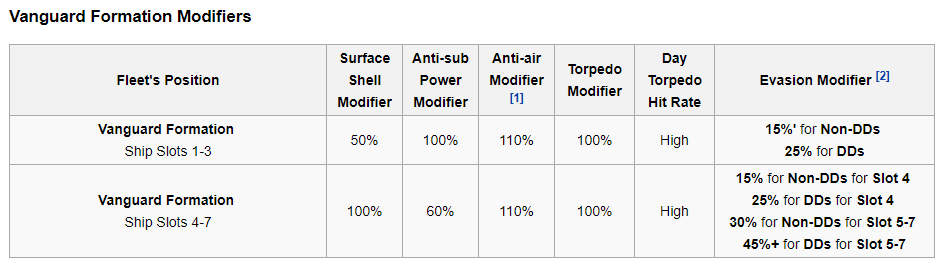 Vanguard Formation Modifiers
Fleet's Position
Surface
Shell
Modifier
Anti-sub
Power
Modifier
Anti-air
Modifier
[1]
Torpedo
Modifier
Day
Torpedo
Hit Rate
Evasion Modifier [2]
Vanguard Formation
Ship Slots 1-3
50%
100%
110%
100%
High
15%' for Non-DDs
25% for DDs
Vanguard Formation
Ship Slots 4-7
100%
60%
110%
100%
High
15% for Non-DDs for Slot 4
25% for DDs for Slot 4
30% for Non-DDs for Slot 5-7
45%+ for DDs for Slot 5-7